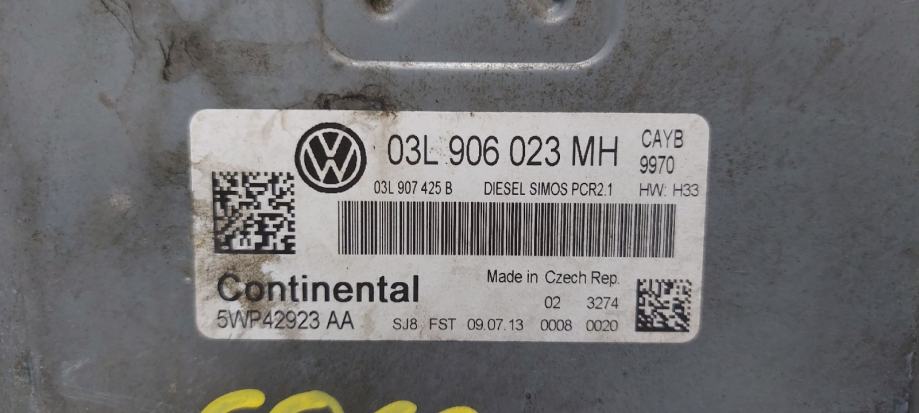 03L 906 023 MH
CAYB
9970
03L 907 425 B DIESEL SIMOS PCR2.1 HW: H33
Continental
Made in Czech Rep.
02 3274
5WP42923 AA
SJ8 FST 09.07.13 0008 0020